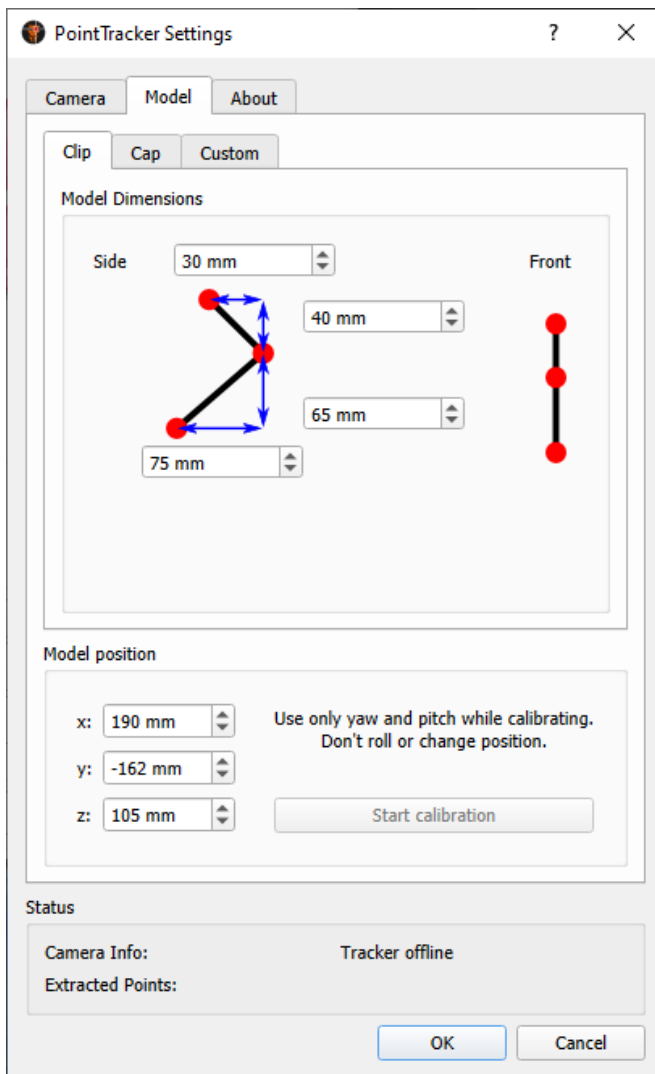 PointTracker Settings
?
Camera
Model
About
Clip
Cap
Custom
Model Dimensions
Side
30 mm
Front
40 mm
65 mm
75 mm
Model position
x:
190 mm
Use only yaw and pitch while calibrating.
Don't roll or change position.
y:
-162 mm
z:
105 mm
Start calibration
Status
Camera Info:
Tracker offline
Extracted Points:
OK
Cancel